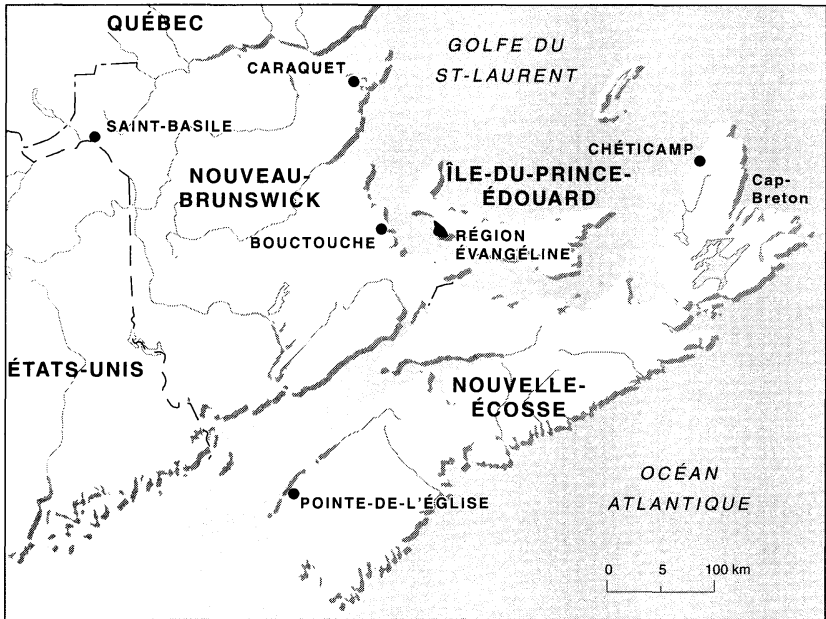 QUÉBEC
GOLFE DU
ST-LAURENT
CARAQUET
SAINT-BASILE
CHÉTICAMP
NOUVEAU-
BRUNSWICK
ÎLE-DU-PRINCE-
ÉDOUARD
Cap-
Breton
BOUCTOUCHE
RÉGION
ÉVANGÉLINE
ÉTATS-UNIS
NOUVELLE-
ÉCOSSE
OCÉAN
ATLANTIQUE
POINTE-DE-L'ÉGLISE
0 5 100 km